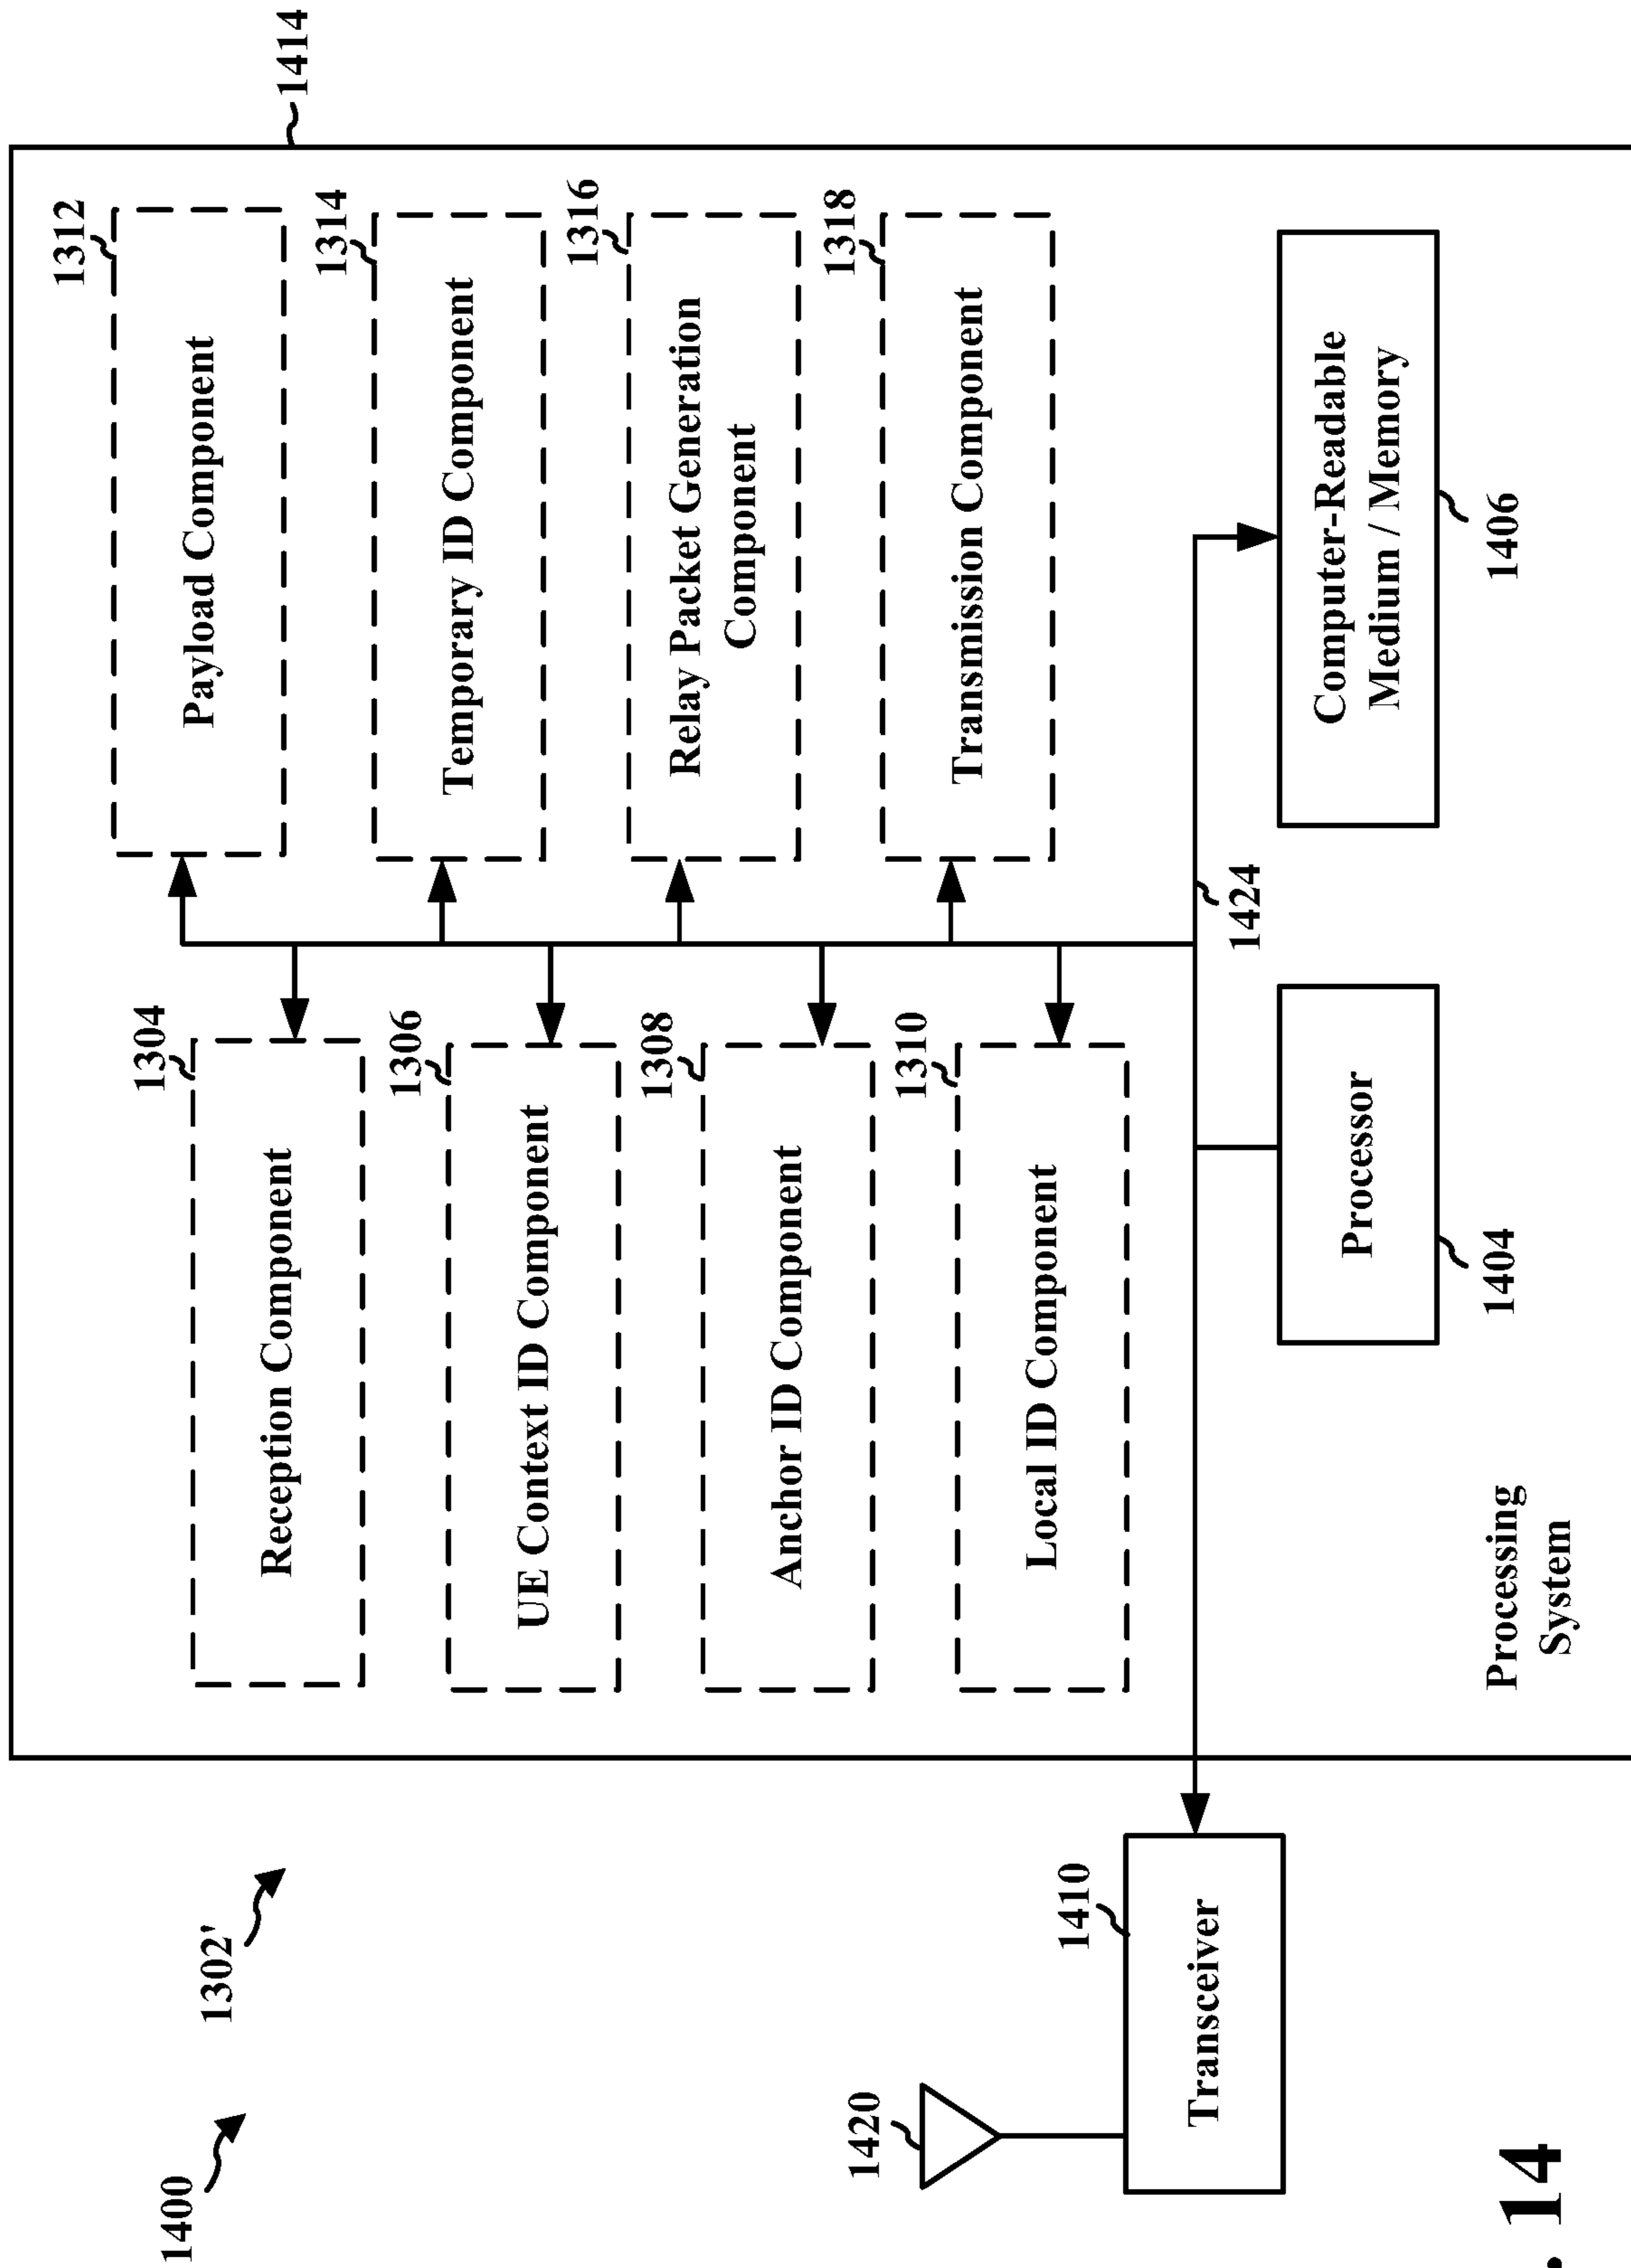 1400
1302'
1414
1304
Reception Component
1312
Payload Component
1306
UE Context ID Component
1314
Temporary ID Component
1308
Anchor ID Component
1316
Relay Packet Generation
Component
1310
Local ID Component
1318
Transmission Component
1420
1410
Transceiver
1424
Processor
1404
Computer-Readable
Medium / Memory
1406
Processing
System
. 14